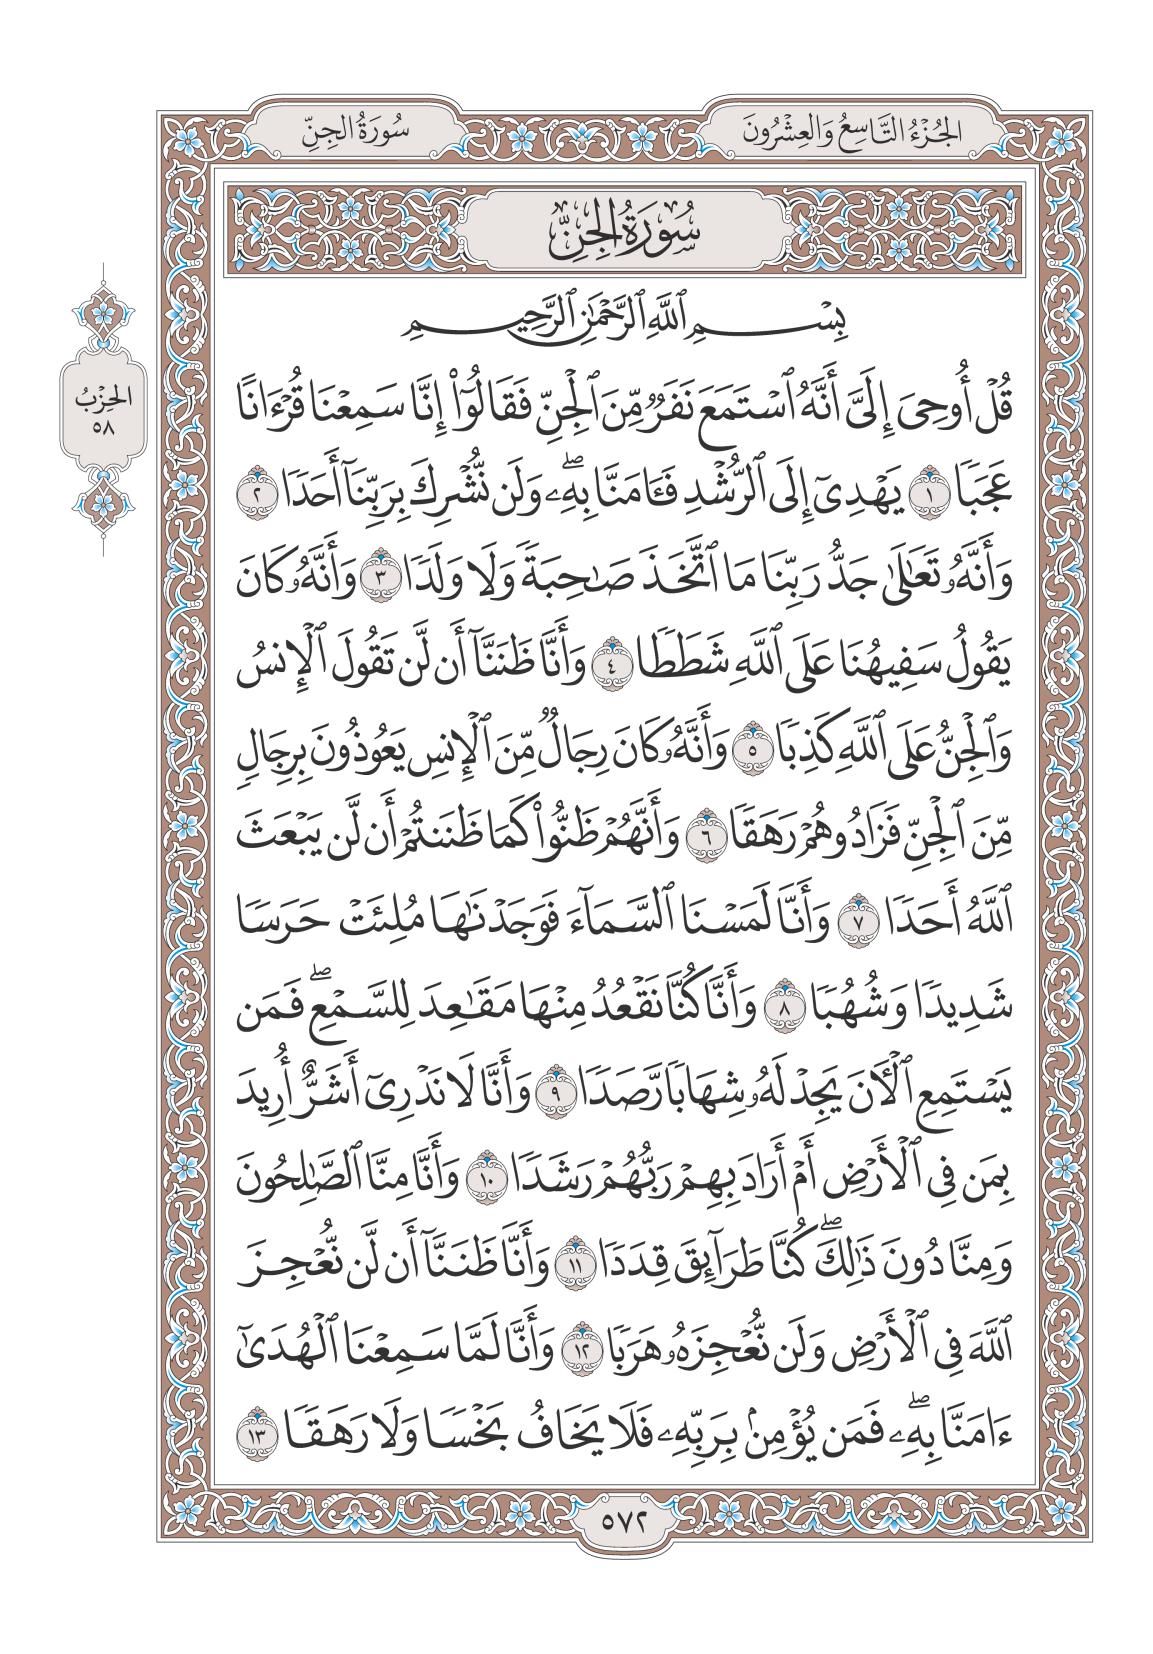 الجُزْءُ التَّاسِعُ وَالعِشْرُونَ
سُورَةُ الجِنِّ
سُورَةُ الجِنِّ
بِسْمِ ٱللَّهِ ٱلرَّحْمَٰنِ ٱلرَّحِيمِ
قُلْ أُوحِىَ إِلَىَّ أَنَّهُ ٱسْتَمَعَ نَفَرٌ مِّنَ ٱلْجِنِّ فَقَالُوٓا۟ إِنَّا سَمِعْنَا قُرْءَانًا
عَجَبًا ١ يَهْدِىٓ إِلَى ٱلرُّشْدِ فَـَٔامَنَّا بِهِۦۖ وَلَن نُّشْرِكَ بِرَبِّنَآ أَحَدًا ٢
وَأَنَّهُۥ تَعَٰلَىٰ جَدُّ رَبِّنَا مَا ٱتَّخَذَ صَٰحِبَةً وَلَا وَلَدًا ٣ وَأَنَّهُۥ كَانَ
يَقُولُ سَفِيهُنَا عَلَى ٱللَّهِ شَطَطًا ٤ وَأَنَّا ظَنَنَّآ أَن لَّن تَقُولَ ٱلْإِنسُ
وَٱلْجِنُّ عَلَى ٱللَّهِ كَذِبًا ٥ وَأَنَّهُۥ كَانَ رِجَالٌ مِّنَ ٱلْإِنسِ يَعُوذُونَ بِرِجَالٍ
مِّنَ ٱلْجِنِّ فَزَادُوهُمْ رَهَقًا ٦ وَأَنَّهُمْ ظَنُّوا۟ كَمَا ظَنَنتُمْ أَن لَّن يَبْعَثَ
ٱللَّهُ أَحَدًا ٧ وَأَنَّا لَمَسْنَا ٱلسَّمَآءَ فَوَجَدْنَٰهَا مُلِئَتْ حَرَسًا
شَدِيدًا وَشُهُبًا ٨ وَأَنَّا كُنَّا نَقْعُدُ مِنْهَا مَقَٰعِدَ لِلسَّمْعِۖ فَمَن
يَسْتَمِعِ ٱلْـَٔانَ يَجِدْ لَهُۥ شِهَابًا رَّصَدًا ٩ وَأَنَّا لَا نَدْرِىٓ أَشَرٌّ أُرِيدَ
بِمَن فِى ٱلْأَرْضِ أَمْ أَرَادَ بِهِمْ رَبُّهُمْ رَشَدًا ١٠ وَأَنَّا مِنَّا ٱلصَّٰلِحُونَ
وَمِنَّا دُونَ ذَٰلِكَۖ كُنَّا طَرَآئِقَ قِدَدًا ١١ وَأَنَّا ظَنَنَّآ أَن لَّن نُّعْجِزَ
ٱللَّهَ فِى ٱلْأَرْضِ وَلَن نُّعْجِزَهُۥ هَرَبًا ١٢ وَأَنَّا لَمَّا سَمِعْنَا ٱلْهُدَىٰٓ
ءَامَنَّا بِهِۦۖ فَمَن يُؤْمِنۢ بِرَبِّهِۦ فَلَا يَخَافُ بَخْسًا وَلَا رَهَقًا ١٣
الحِزْبُ
٥٨
٥٧٢